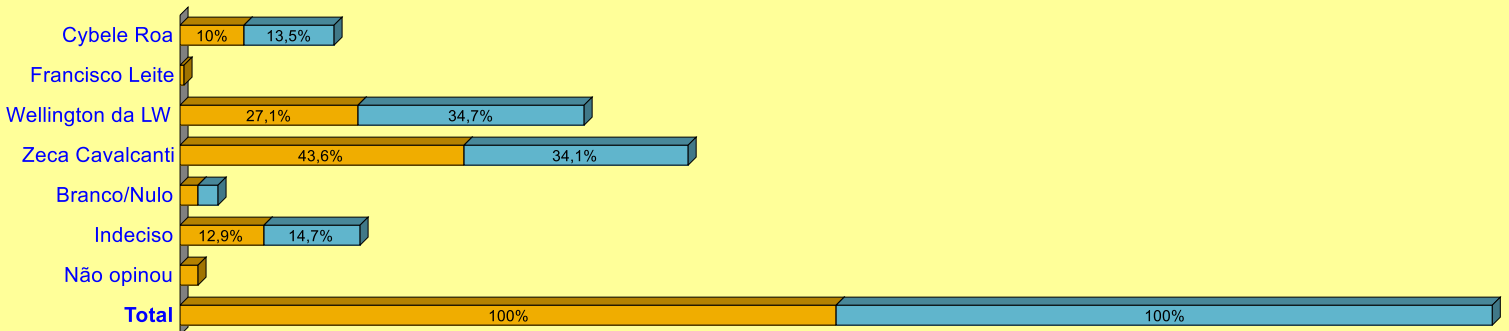 Cybele Roa 10% 13,5%
Francisco Leite
Wellington da LW 27,1% 34,7%
Zeca Cavalcanti 43,6% 34,1%
Branco/Nulo
Indeciso 12,9% 14,7%
Não opinou
Total 100% 100%